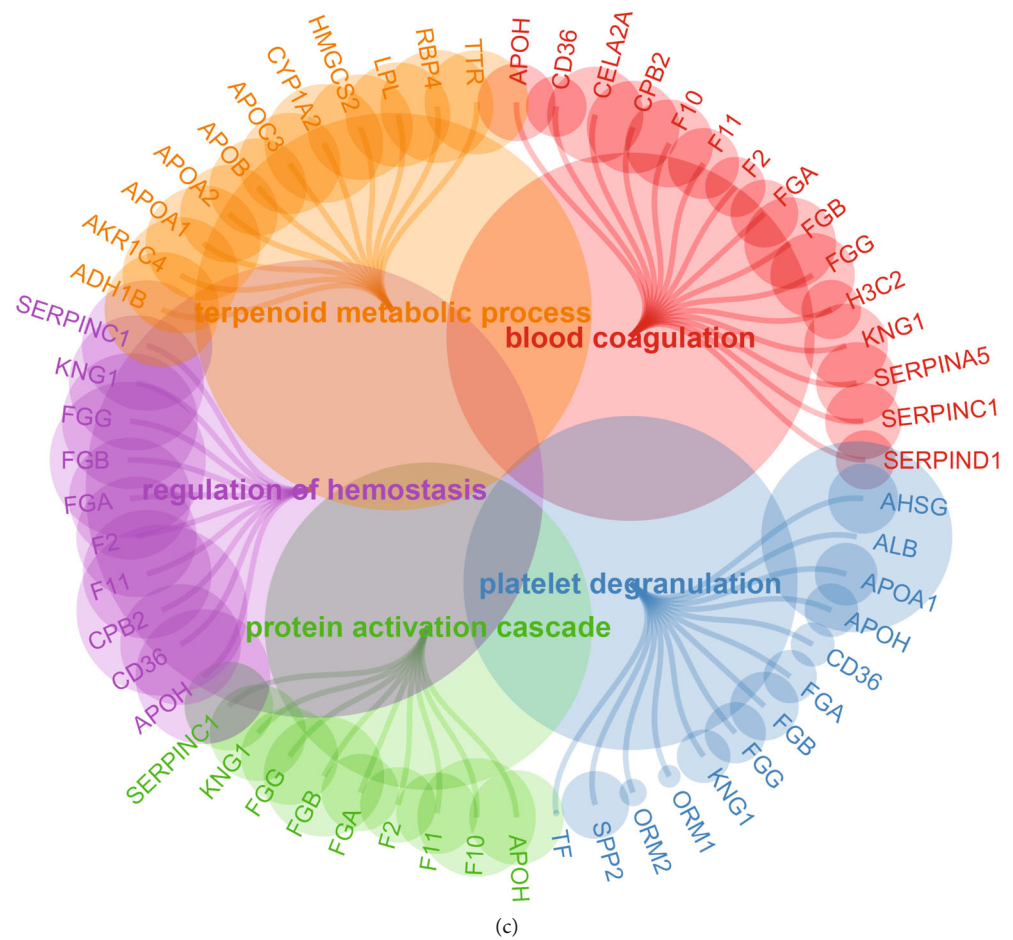 ADH1B
AKR1C4
APOA1
APOA2
APOB
APOC3
CYP1A2
HMGCS2
LPL
RBP4
TTR
APOH
CD36
CELA2A
CPB2
F10
F11
F2
FGA
FGB
FGG
H3C2
KNG1
SERPINA5
SERPINC1
SERPIND1
AHSG
ALB
APOA1
APOH
CD36
FGA
FGB
FGG
KNG1
ORM1
ORM2
SPP2
TF
APOH
F10
F11
F2
FGA
FGB
FGG
KNG1
SERPINC1
APOH
CD36
CPB2
F11
F2
FGA
FGB
FGG
KNG1
SERPINC1
terpenoid metabolic process
blood coagulation
regulation of hemostasis
platelet degranulation
protein activation cascade
(c)